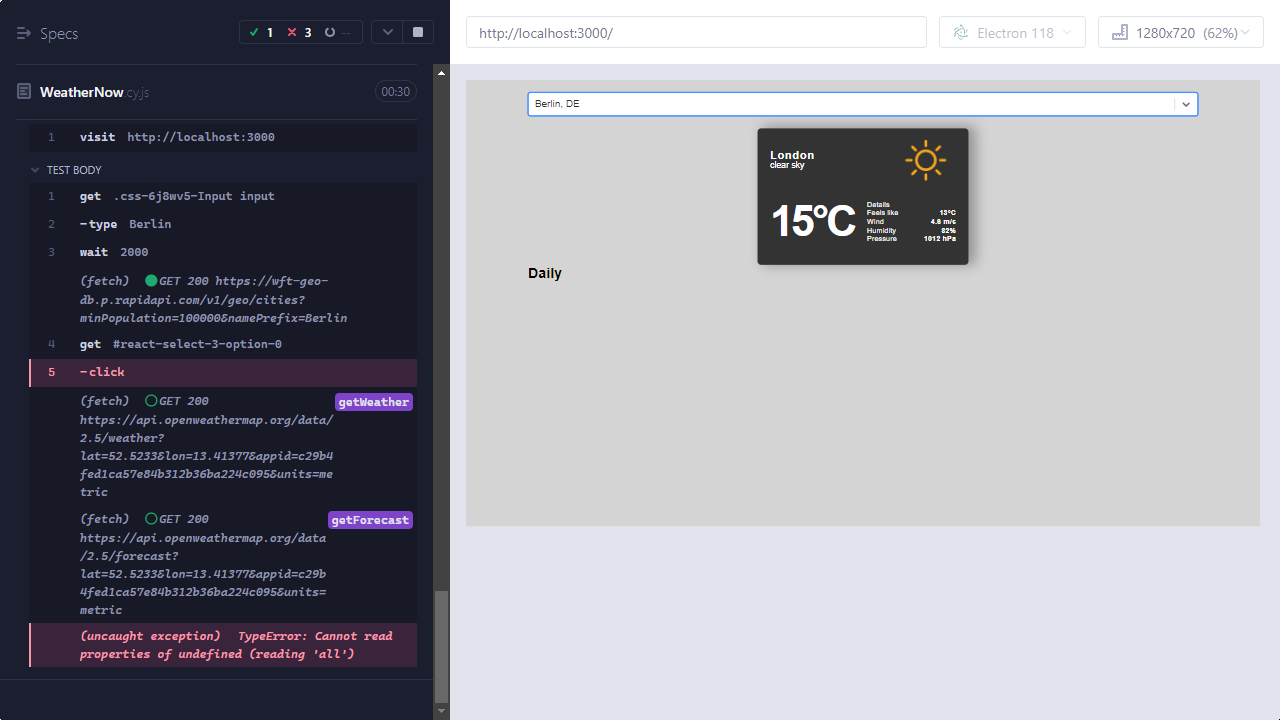 Specs
1 3 --
WeatherNow.cy.js 00:30
1 visit http://localhost:3000
TEST BODY
1 get .css-6j8wv5-Input input
2 -type Berlin
3 wait 2000
(fetch) GET 200 https://wft-geo-
db.p.rapidapi.com/v1/geo/cities?
minPopulation=100000&namePrefix=Berlin
4 get #react-select-3-option-0
5 -click
(fetch) GET 200 getWeather
https://api.openweathermap.org/data/
2.5/weather?
lat=52.5233&lon=13.41377&appid=c29b4
fed1ca57e84b312b36ba224c095&units=me
tric
(fetch) GET 200 getForecast
https://api.openweathermap.org/data
/2.5/forecast?
lat=52.5233&lon=13.41377&appid=c29b
4fed1ca57e84b312b36ba224c095&units=
metric
(uncaught exception) TypeError: Cannot read
properties of undefined (reading 'all')
http://localhost:3000/
Electron 118
1280x720 (62%)
Berlin, DE
London
clear sky
15°C
Details
Feels like 13°C
Wind 4.6 m/s
Humidity 82%
Pressure 1012 hPa
Daily